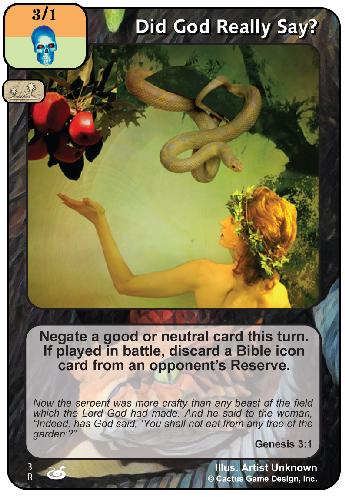 3/1
Did God Really Say?
Negate a good or neutral card this turn.
If played in battle, discard a Bible icon
card from an opponent's Reserve.
Now the serpent was more crafty than any beast of the field
which the Lord God had made. And he said to the woman,
"Indeed, has God said, 'You shall not eat from any tree of the
garden'?"
Genesis 3:1
3
R
Illus. Artist Unknown
© Cactus Game Design, Inc.